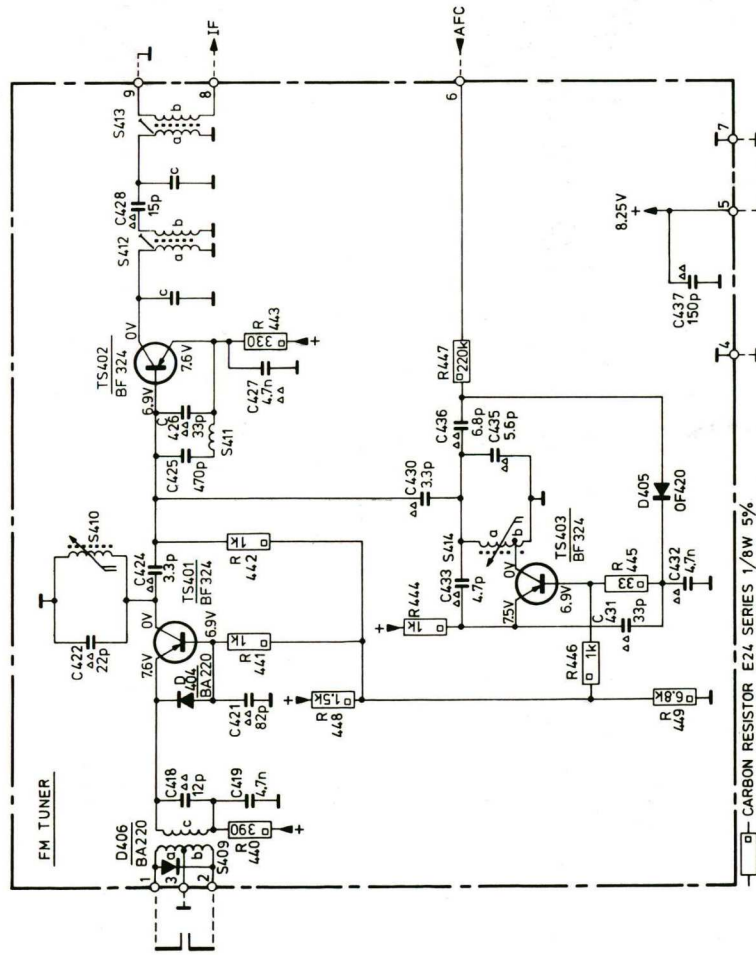 FM TUNER
1
3
2
D406
BA220
a
b
S409
c
C418
12p
C419
4.7n
R
390
440
+
C422
22p
S410
7.6V
0V
6.9V
TS401
BF 324
D
404
BA220
C421
82p
C424
3.3p
R
1k
441
R
1k
442
+
R
1.5k
448
C425
470p
C
426
33p
S411
6.9V
TS402
BF 324
0V
7.6V
C427
4.7n
R
330
443
+
c
S412
a
b
C428
15p
c
S413
a
b
9
8
IF
6
AFC
C430
3.3p
R447
220k
C436
6.8p
C435
5.6p
S414
a
b
C433
4.7p
+
R444
1k
TS403
BF 324
0V
7.5V
6.9V
R446
1k
C
431
33p
R
33
445
C432
4.7n
D405
OF420
R
6.8k
449
8.25V
+
C437
150p
4
5
7
CARBON RESISTOR E24 SERIES 1/8W 5%